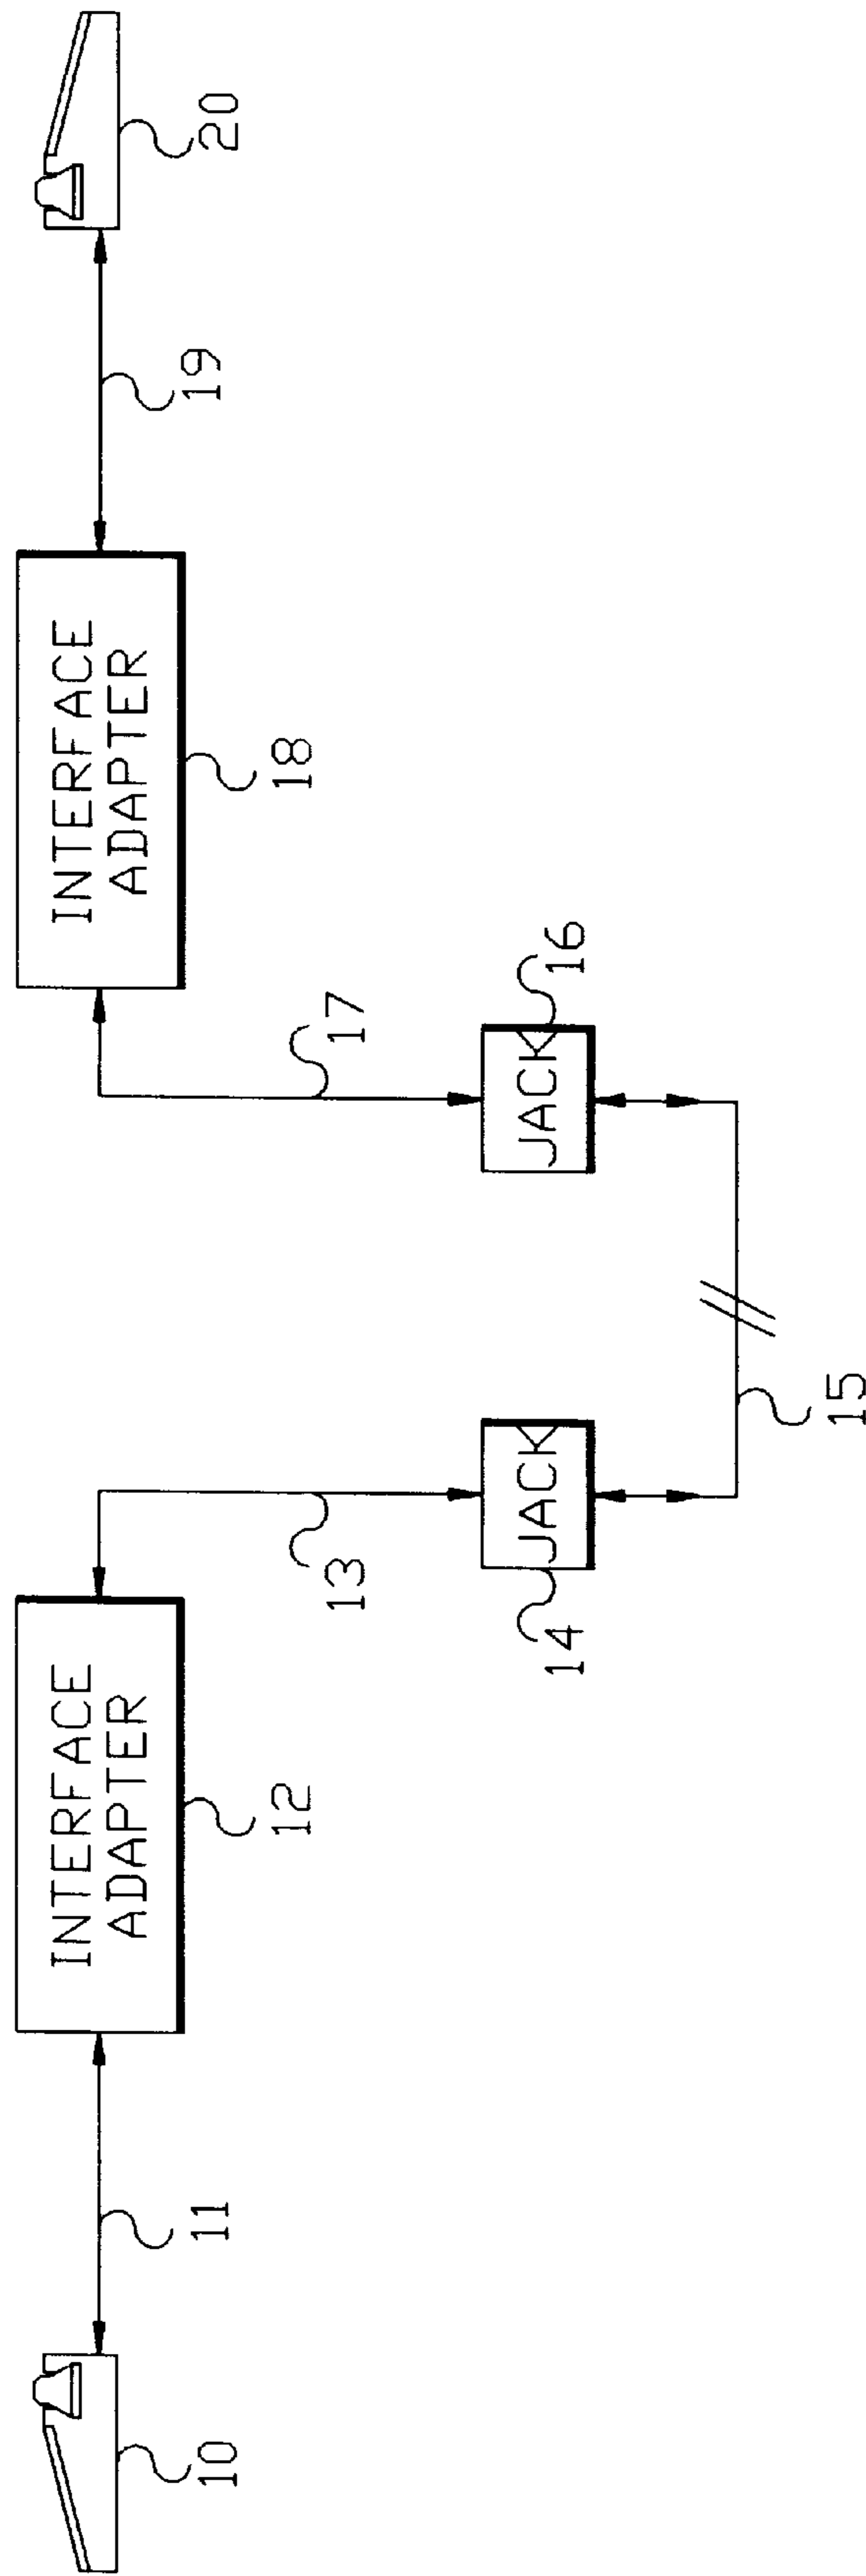 10
11
INTERFACE
ADAPTER
12
13
JACK
14
15
JACK
16
17
INTERFACE
ADAPTER
18
19
20